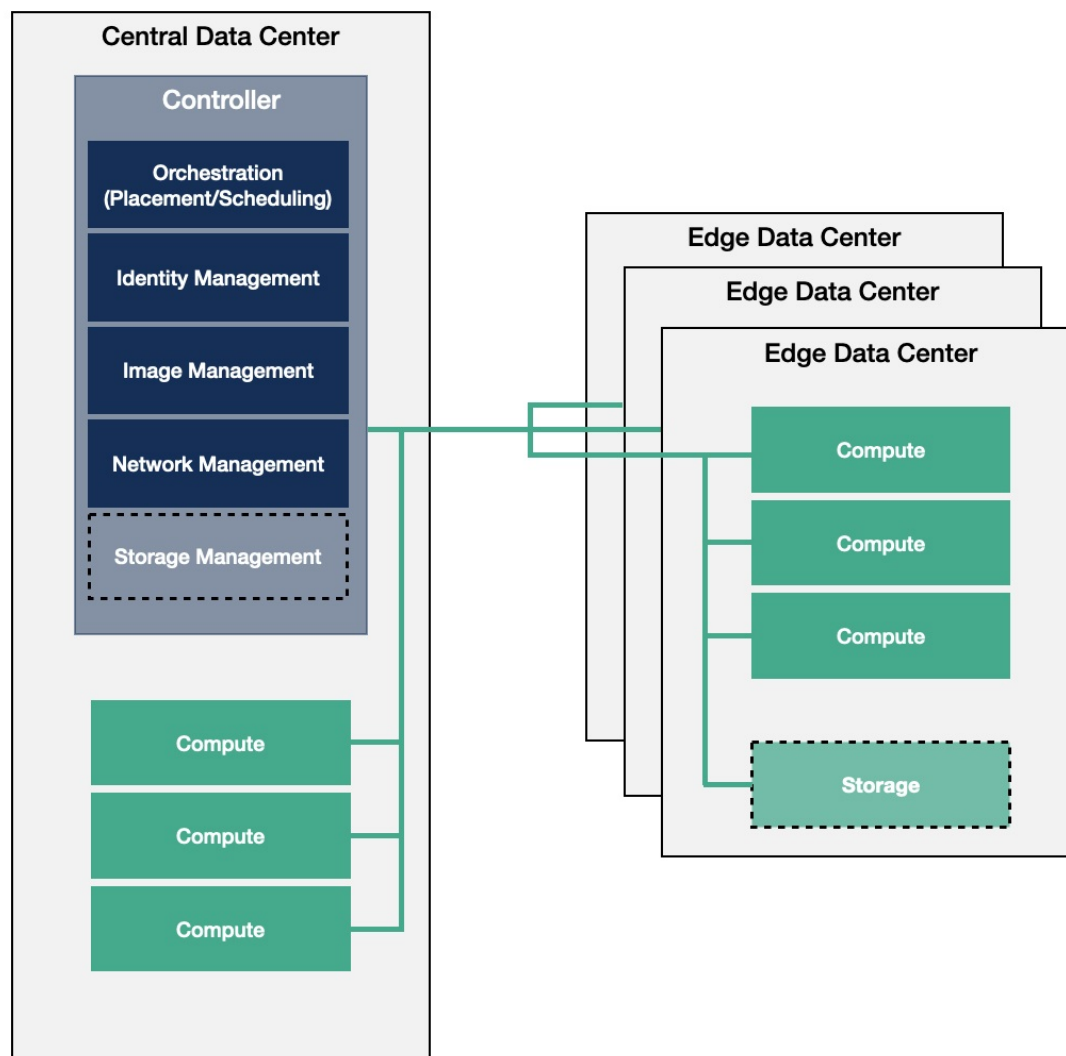 Central Data Center
Controller
Orchestration
(Placement/Scheduling)
Identity Management
Image Management
Network Management
Storage Management
Compute
Compute
Compute
Edge Data Center
Edge Data Center
Edge Data Center
Compute
Compute
Compute
Storage